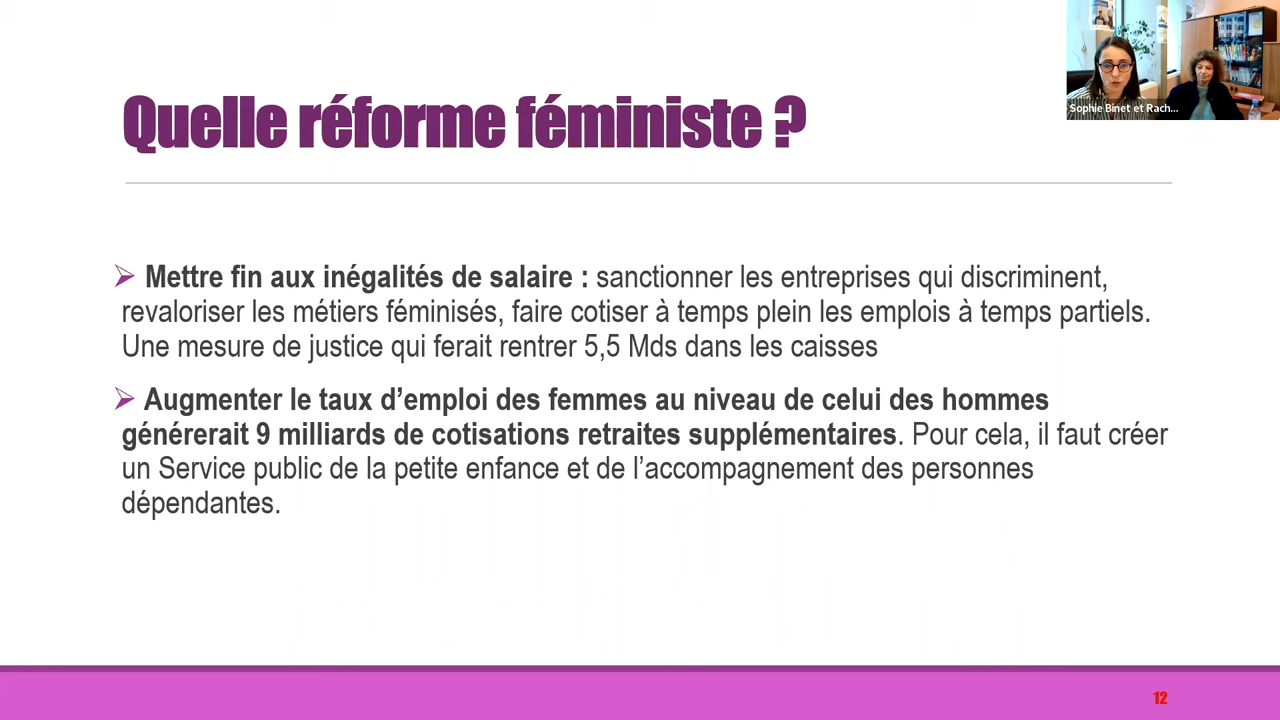 Quelle réforme féministe ?
Sophie Binet et Rach...
➢ Mettre fin aux inégalités de salaire : sanctionner les entreprises qui discriminent,
revaloriser les métiers féminisés, faire cotiser à temps plein les emplois à temps partiels.
Une mesure de justice qui ferait rentrer 5,5 Mds dans les caisses
➢ Augmenter le taux d’emploi des femmes au niveau de celui des hommes
générerait 9 milliards de cotisations retraites supplémentaires. Pour cela, il faut créer
un Service public de la petite enfance et de l’accompagnement des personnes
dépendantes.
12